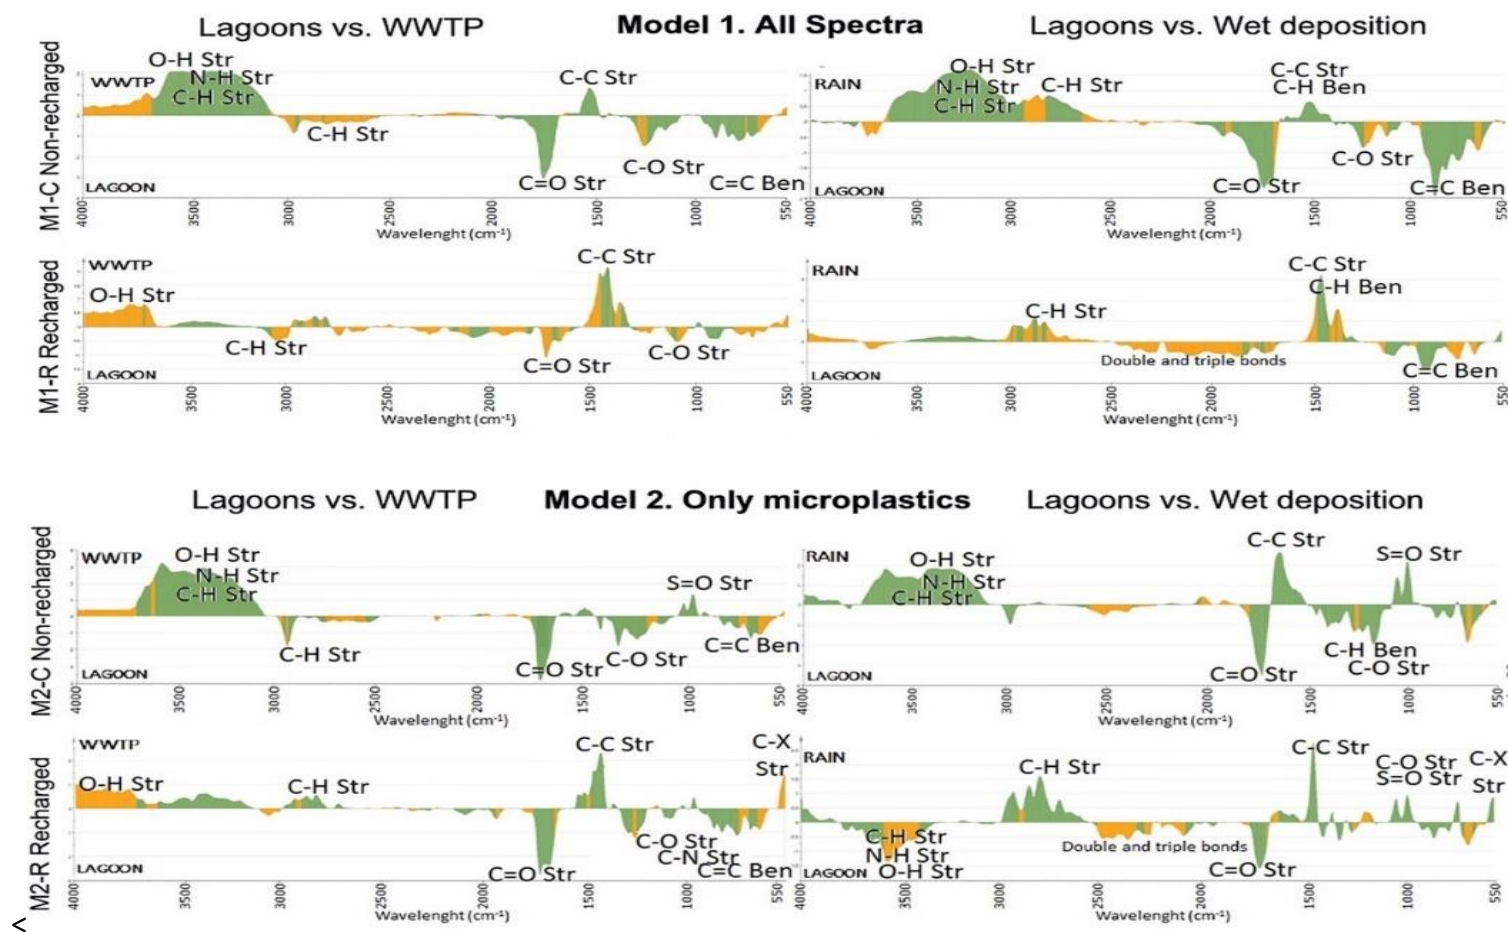 Lagoons vs. WWTP
Model 1. All Spectra
Lagoons vs. Wet deposition
M1-C Non-recharged
WWTP
O-H Str
N-H Str
C-H Str
C-H Str
C-C Str
C=O Str
C-O Str
C=C Ben
LAGOON
4000 3500 3000 2500 2000 1500 1000 550
Wavelenght (cm-1)
RAIN
O-H Str
N-H Str
C-H Str
C-H Str
C-C Str
C-H Ben
C-O Str
C=O Str
C=C Ben
LAGOON
4000 3500 3000 2500 2000 1500 1000 550
Wavelenght (cm-1)
M1-R Recharged
WWTP
O-H Str
C-H Str
C-C Str
C=O Str
C-O Str
LAGOON
4000 3500 3000 2500 2000 1500 1000 550
Wavelenght (cm-1)
RAIN
C-H Str
C-C Str
C-H Ben
Double and triple bonds
C=C Ben
LAGOON
4000 3500 3000 2500 2000 1500 1000 550
Wavelenght (cm-1)
Lagoons vs. WWTP
Model 2. Only microplastics
Lagoons vs. Wet deposition
M2-C Non-recharged
WWTP
O-H Str
N-H Str
C-H Str
C-H Str
S=O Str
C=O Str
C-O Str
C=C Ben
LAGOON
4000 3500 3000 2500 2000 1500 1000 550
Wavelenght (cm-1)
RAIN
O-H Str
N-H Str
C-H Str
C-C Str
S=O Str
C-H Ben
C-O Str
C=O Str
LAGOON
4000 3500 3000 2500 2000 1500 1000 550
Wavelenght (cm-1)
M2-R Recharged
WWTP
O-H Str
C-H Str
C-C Str
C-X
Str
C-O Str
C-N Str
C=C Ben
C=O Str
LAGOON
4000 3500 3000 2500 2000 1500 1000 550
Wavelenght (cm-1)
RAIN
C-H Str
C-C Str
C-O Str
S=O Str
C-X
Str
C-H Str
N-H Str
O-H Str
Double and triple bonds
C=O Str
LAGOON
4000 3500 3000 2500 2000 1500 1000 550
Wavelenght (cm-1)
<